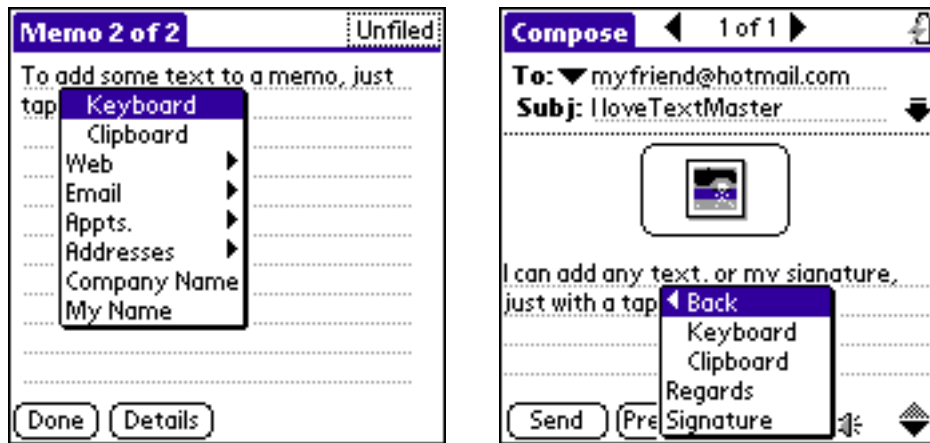 Memo 2 of 2
Unfiled
To add some text to a memo, just
tap
Keyboard
Clipboard
Web
Email
Appts.
Addresses
Company Name
My Name
Done
Details
Compose
1 of 1
To: myfriend@hotmail.com
Subj: IloveTextMaster
I can add any text, or my signature,
just with a tap
Back
Keyboard
Clipboard
Regards
Signature
Send
Pre